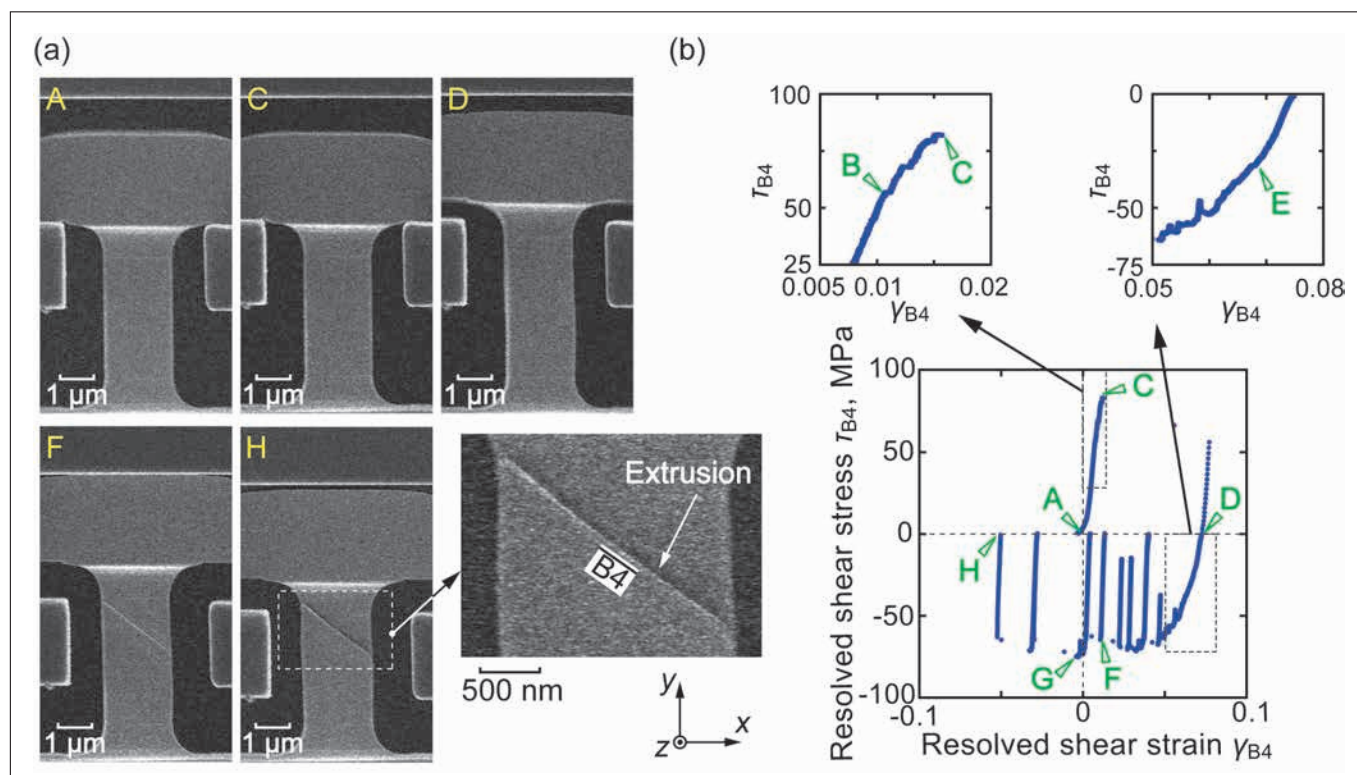 (a)
A
1 μm
C
1 μm
D
1 μm
F
1 μm
H
1 μm
Extrusion
B4
500 nm
y
x
z
(b)
100
50
25
0.005
0.01
0.02
τB4
γB4
B
C
0
-25
-50
-75
0.05
0.08
τB4
γB4
E
Resolved shear stress τB4, MPa
100
50
0
-50
-100
-0.1
0
0.1
Resolved shear strain γB4
A
C
D
H
G
F